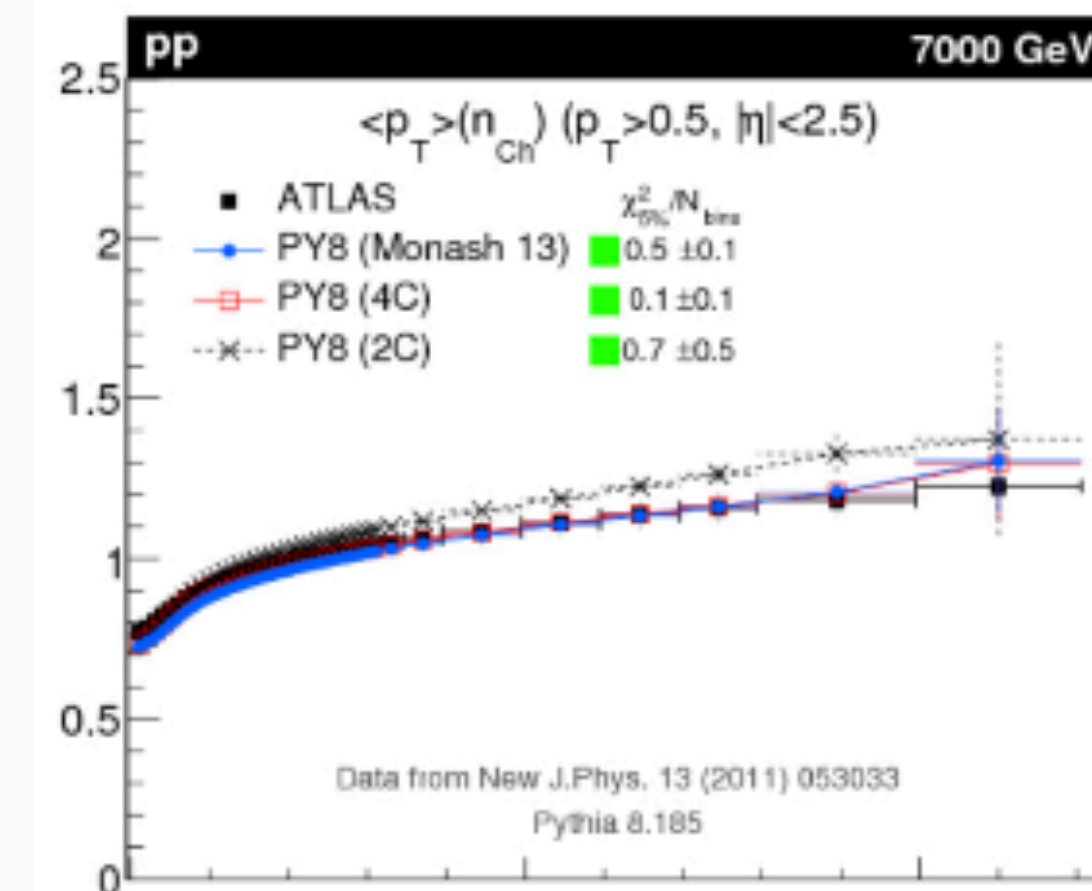 pp 7000 GeV
2.5
<p_T>(n_Ch) (p_T>0.5, |η|<2.5)
ATLAS χ²_5%/N_bins
2
PY8 (Monash 13) 0.5 ±0.1
PY8 (4C) 0.1 ±0.1
PY8 (2C) 0.7 ±0.5
1.5
1
0.5
Data from New J.Phys. 13 (2011) 053033
Pythia 8.185
0